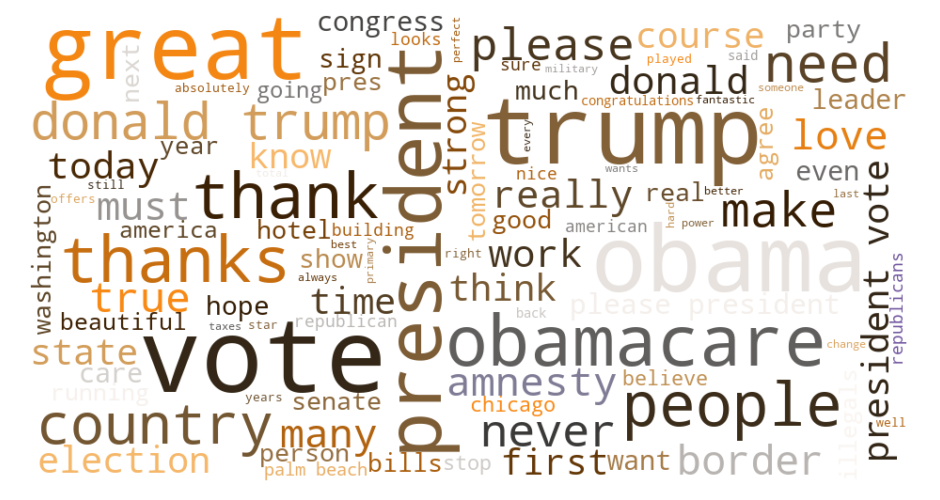 great
congress
looks
perfect
please
course
party
need
next
sign
pres
absolutely
going
president
strong
sure
military
much
donald
played
said
congratulations
fantastic
someone
leader
donald trump
year
know
today
still
offers
must
thank
total
trump
every
agree
love
nice
wants
even
tomorrow
really
real
better
make
last
good
american
hard
power
washington
america
hotel
building
best
show
primary
always
right
work
obama
president vote
thanks
true
hope
time
think
please president
beautiful
taxes
star
republican
back
obamacare
republicans
change
state
vote
care
running
years
senate
amnesty
believe
chicago
people
illegals
well
country
many
person
never
election
palm beach
bills
stop
first
want
border